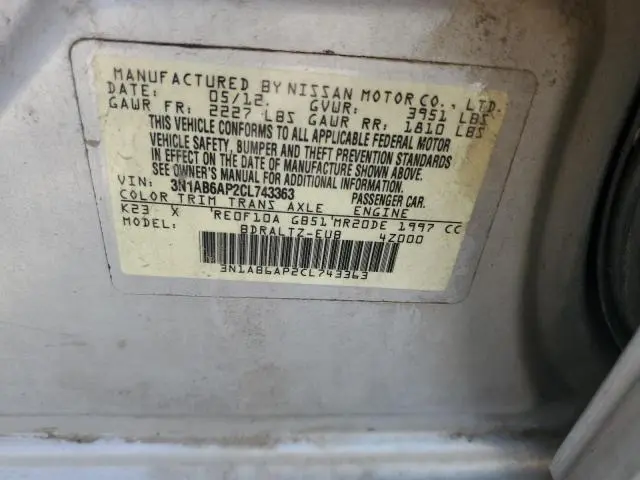 MANUFACTURED BY NISSAN MOTOR CO., LTD.
DATE: 05/12. GVWR: 3951 LBS
GAWR FR: 2227 LBS GAWR RR: 1810 LBS
THIS VEHICLE CONFORMS TO ALL APPLICABLE FEDERAL MOTOR
VEHICLE SAFETY, BUMPER AND THEFT PREVENTION STANDARDS
IN EFFECT ON THE DATE OF MANUFACTURE SHOWN ABOVE.
SEE OWNER'S MANUAL FOR ADDITIONAL INFORMATION.
VIN: 3N1AB6AP2CL743363 PASSENGER CAR.
COLOR TRIM TRANS AXLE ENGINE
K23 X RE0F10A GB51 MR20DE 1997 CC
MODEL: BDRALTZ-EUB 4Z000
3N1AB6AP2CL743363